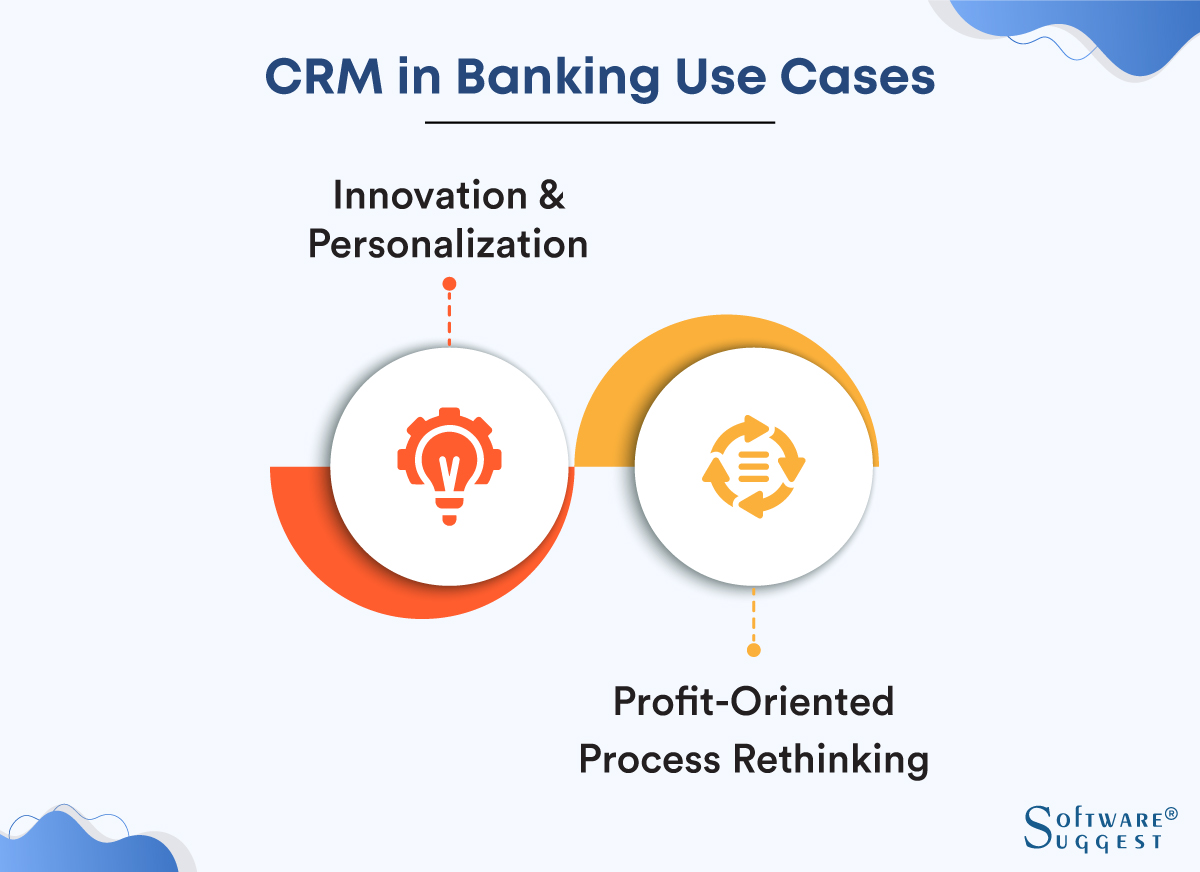 CRM in Banking Use Cases
Innovation &
Personalization
Profit-Oriented
Process Rethinking
SOFTWARE®
SUGGEST